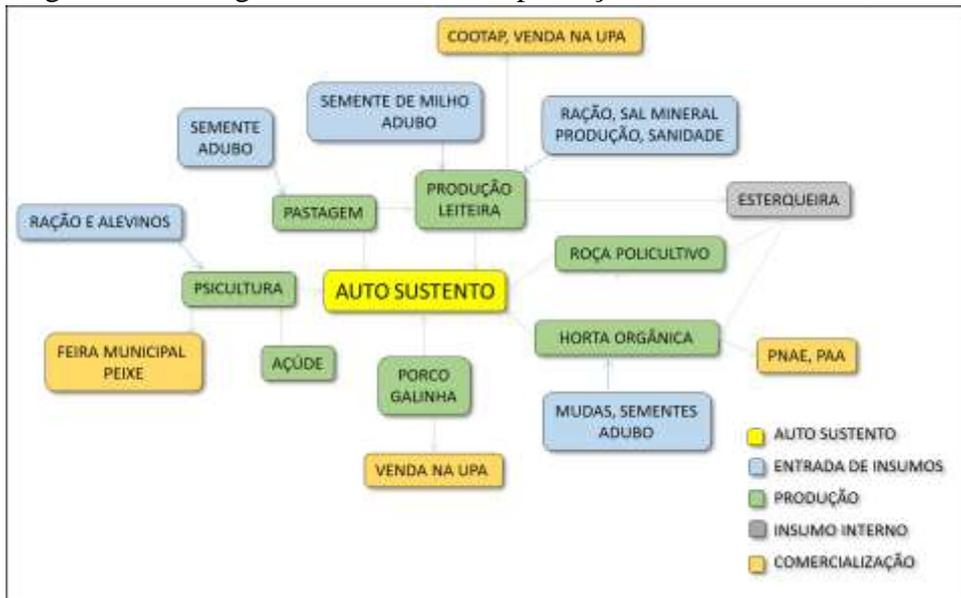 COOTAP, VENDA NA UPA
SEMENTE DE MILHO
ADUBO
RAÇÃO, SAL MINERAL
PRODUÇÃO, SANIDADE
SEMENTE
ADUBO
PRODUÇÃO
LEITEIRA
ESTERQUEIRA
PASTAGEM
RAÇÃO E ALEVINOS
ROÇA POLICULTIVO
PSICULTURA
AUTO SUSTENTO
HORTA ORGÂNICA
FEIRA MUNICIPAL
PEIXE
AÇÚDE
PORCO
GALINHA
PNAE, PAA
MUDAS, SEMENTES
ADUBO
VENDA NA UPA
AUTO SUSTENTO
ENTRADA DE INSUMOS
PRODUÇÃO
INSUMO INTERNO
COMERCIALIZAÇÃO